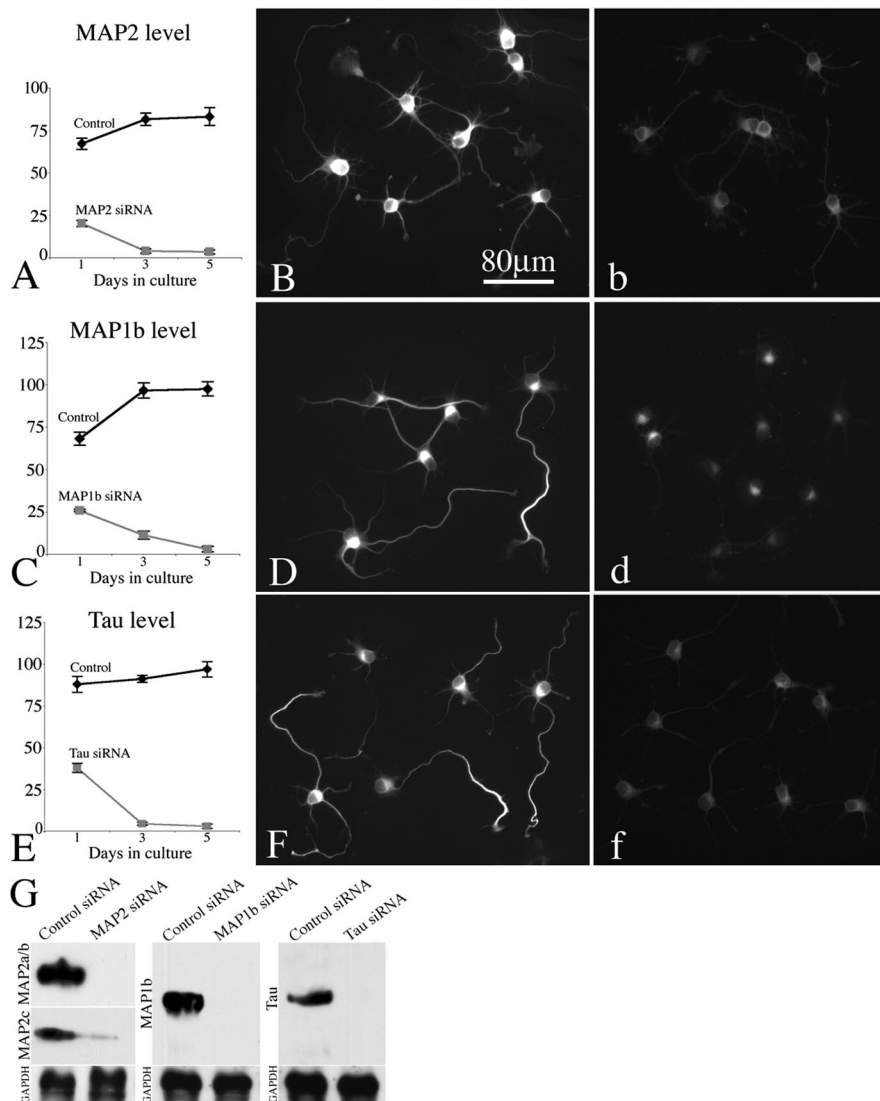 MAP2 level
100
75
50
25
0
Control
MAP2 siRNA
1 3 5
Days in culture
A
B
80μm
b
MAP1b level
125
100
75
50
25
0
Control
MAP1b siRNA
1 3 5
Days in culture
C
D
d
Tau level
125
100
75
50
25
0
Control
Tau siRNA
1 3 5
Days in culture
E
F
f
G
Control siRNA
MAP2 siRNA
Control siRNA
MAP1b siRNA
Control siRNA
Tau siRNA
MAP2a/b
MAP2c
GAPDH
MAP1b
GAPDH
Tau
GAPDH